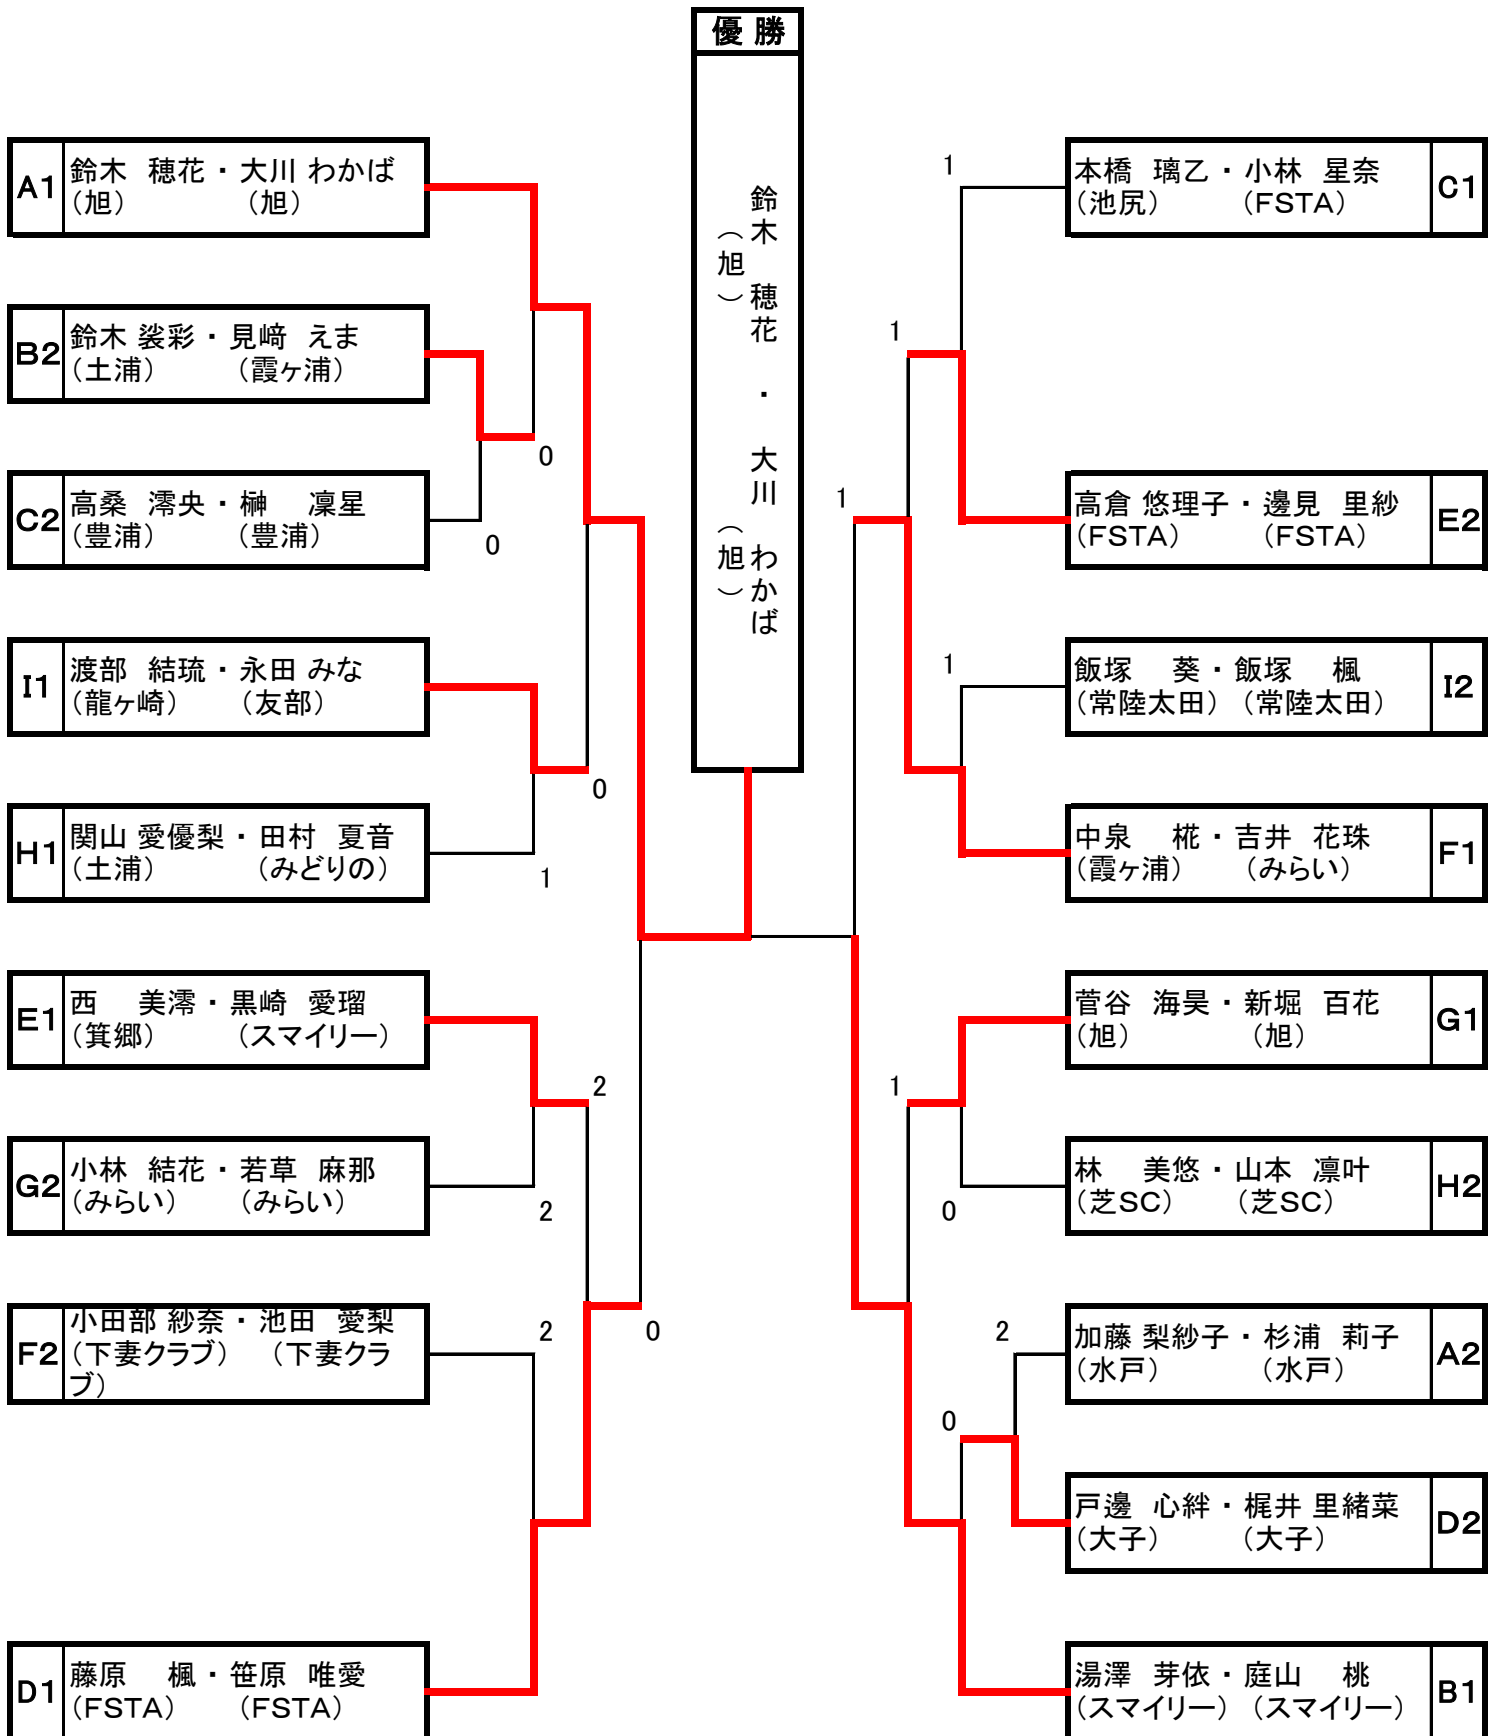 優勝
鈴木 穂花 ・ 大川 わかば
（旭） （旭）
A1
鈴木 穂花・大川 わかば
(旭) (旭)
B2
鈴木 裟彩・見﨑 えま
(土浦) (霞ヶ浦)
0
C2
高桑 澪央・榊 凜星
(豊浦) (豊浦)
0
I1
渡部 結琉・永田 みな
(龍ヶ崎) (友部)
0
H1
関山 愛優梨・田村 夏音
(土浦) (みどりの)
1
E1
西 美澪・黒崎 愛瑠
(箕郷) (スマイリー)
2
G2
小林 結花・若草 麻那
(みらい) (みらい)
2
F2
小田部 紗奈・池田 愛梨
(下妻クラブ) (下妻クラ
ブ)
2
0
D1
藤原 楓・笹原 唯愛
(FSTA) (FSTA)
1
本橋 璃乙・小林 星奈
(池尻) (FSTA)
C1
1
1
高倉 悠理子・邊見 里紗
(FSTA) (FSTA)
E2
1
飯塚 葵・飯塚 楓
(常陸太田) (常陸太田)
I2
中泉 椛・吉井 花珠
(霞ヶ浦) (みらい)
F1
菅谷 海昊・新堀 百花
(旭) (旭)
G1
1
林 美悠・山本 凛叶
(芝SC) (芝SC)
H2
0
2
加藤 梨紗子・杉浦 莉子
(水戸) (水戸)
A2
0
戸邊 心絆・梶井 里緒菜
(大子) (大子)
D2
湯澤 芽依・庭山 桃
(スマイリー) (スマイリー)
B1